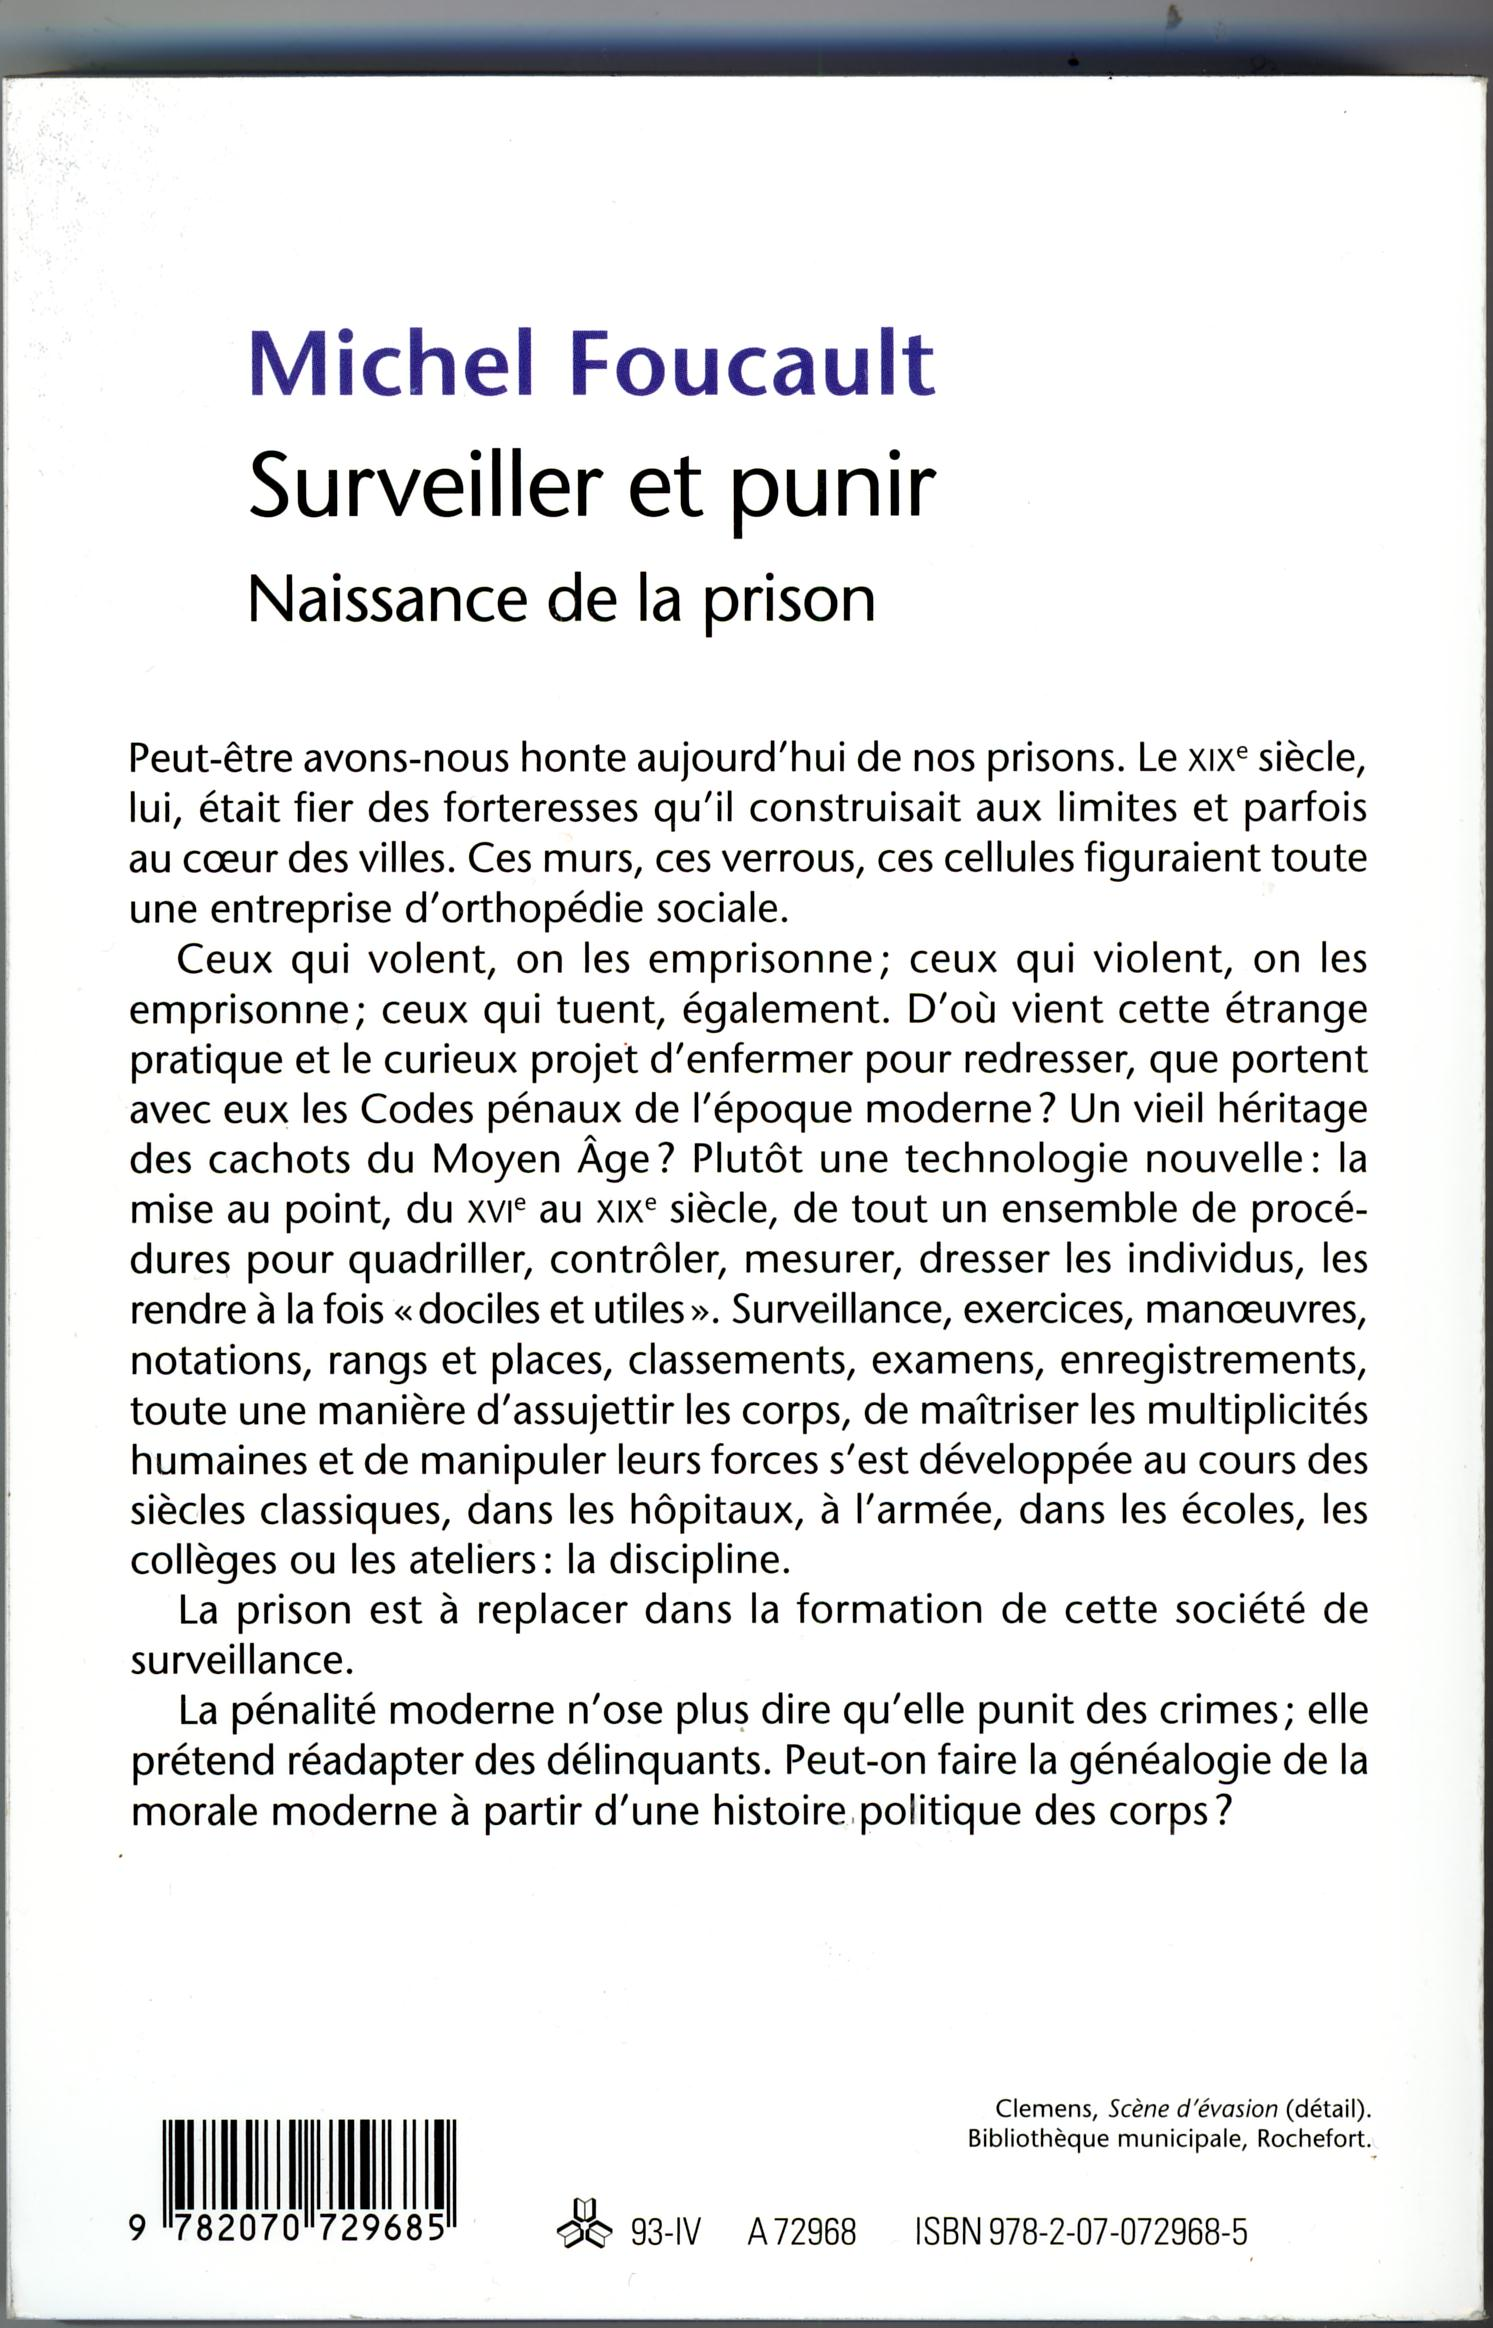 Michel Foucault
Surveiller et punir
Naissance de la prison
Peut-être avons-nous honte aujourd'hui de nos prisons. Le XIXe siècle,
lui, était fier des forteresses qu'il construisait aux limites et parfois
au cœur des villes. Ces murs, ces verrous, ces cellules figuraient toute
une entreprise d'orthopédie sociale.
Ceux qui volent, on les emprisonne ; ceux qui violent, on les
emprisonne ; ceux qui tuent, également. D'où vient cette étrange
pratique et le curieux projet d'enfermer pour redresser, que portent
avec eux les Codes pénaux de l'époque moderne ? Un vieil héritage
des cachots du Moyen Âge ? Plutôt une technologie nouvelle : la
mise au point, du XVIe au XIXe siècle, de tout un ensemble de procé-
dures pour quadriller, contrôler, mesurer, dresser les individus, les
rendre à la fois « dociles et utiles ». Surveillance, exercices, manœuvres,
notations, rangs et places, classements, examens, enregistrements,
toute une manière d'assujettir les corps, de maîtriser les multiplicités
humaines et de manipuler leurs forces s'est développée au cours des
siècles classiques, dans les hôpitaux, à l'armée, dans les écoles, les
collèges ou les ateliers : la discipline.
La prison est à replacer dans la formation de cette société de
surveillance.
La pénalité moderne n'ose plus dire qu'elle punit des crimes ; elle
prétend réadapter des délinquants. Peut-on faire la généalogie de la
morale moderne à partir d'une histoire politique des corps ?
Clemens, Scène d'évasion (détail).
Bibliothèque municipale, Rochefort.
9 782070 729685
93-IV A 72968 ISBN 978-2-07-072968-5